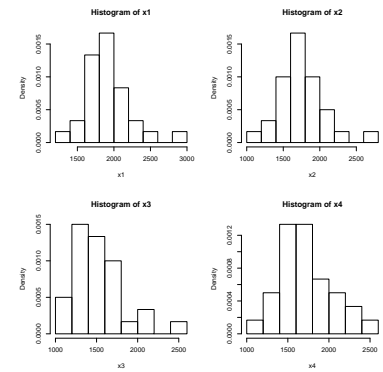 Histogram of x1
Density
0.0000 0.0005 0.0010 0.0015
1500 2000 2500 3000
x1
Histogram of x2
Density
0.0000 0.0005 0.0010 0.0015
1000 1500 2000 2500
x2
Histogram of x3
Density
0.0000 0.0005 0.0010 0.0015
1000 1500 2000 2500
x3
Histogram of x4
Density
0.0000 0.0004 0.0008 0.0012
1000 1500 2000 2500
x4